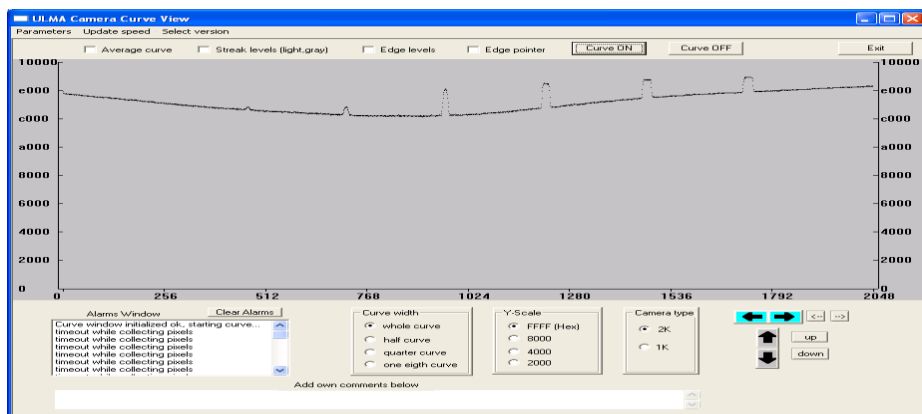 ULMA Camera Curve View
Parameters Update speed Select version
Average curve Streak levels (light,gray) Edge levels Edge pointer Curve ON Curve OFF Exit
10000 10000
e000 e000
c000 c000
a000 a000
8000 8000
6000 6000
4000 4000
2000 2000
0 0
0 256 512 768 1024 1280 1536 1792 2048
Alarms Window Clear Alarms
Curve window initialized ok, starting curve...
timeout while collecting pixels
timeout while collecting pixels
timeout while collecting pixels
timeout while collecting pixels
timeout while collecting pixels
timeout while collecting pixels
Curve width
whole curve
half curve
quarter curve
one eigth curve
Y-Scale
FFFF (Hex)
8000
4000
2000
Camera type
2K
1K
<-- -->
up
down
Add own comments below